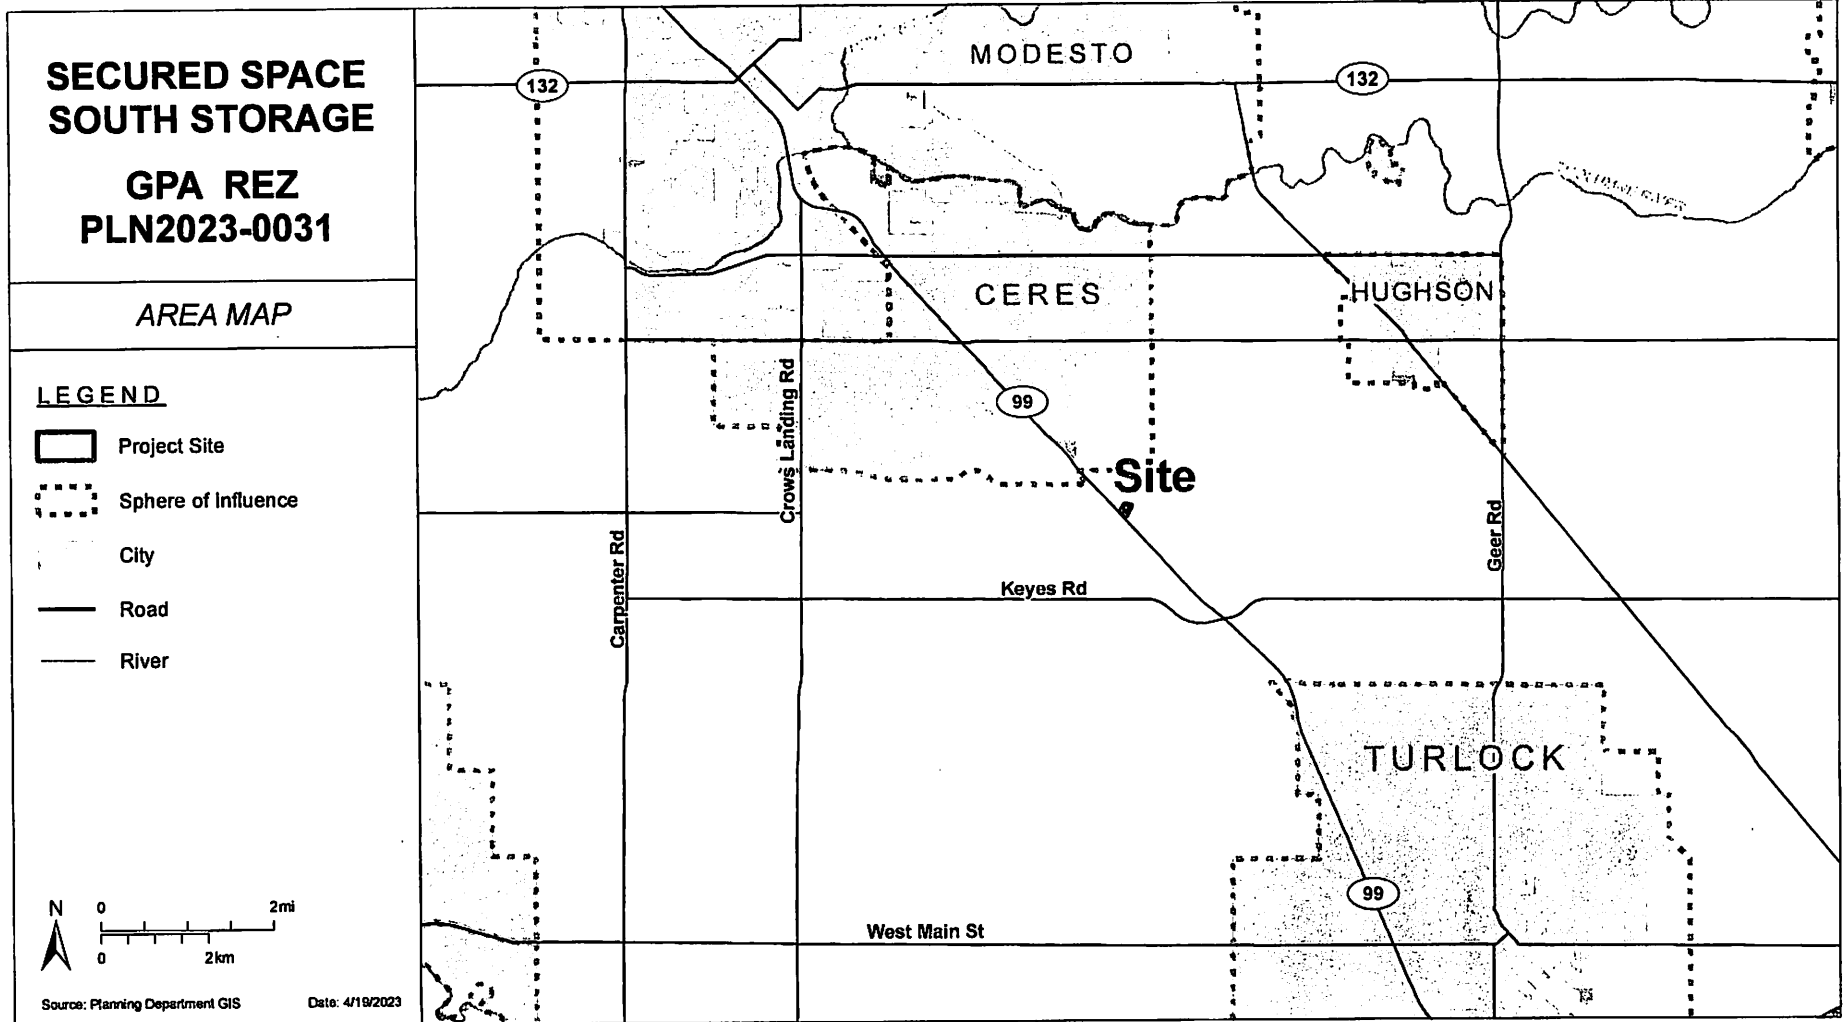 SECURED SPACE
SOUTH STORAGE
GPA REZ
PLN2023-0031
AREA MAP
LEGEND
Project Site
Sphere of Influence
City
Road
River
N
0
2mi
0
2km
Source: Planning Department GIS
Date: 4/19/2023
MODESTO
132
132
CERES
HUGHSON
Crows Landing Rd
99
Site
Carpenter Rd
Geer Rd
Keyes Rd
TURLOCK
99
West Main St